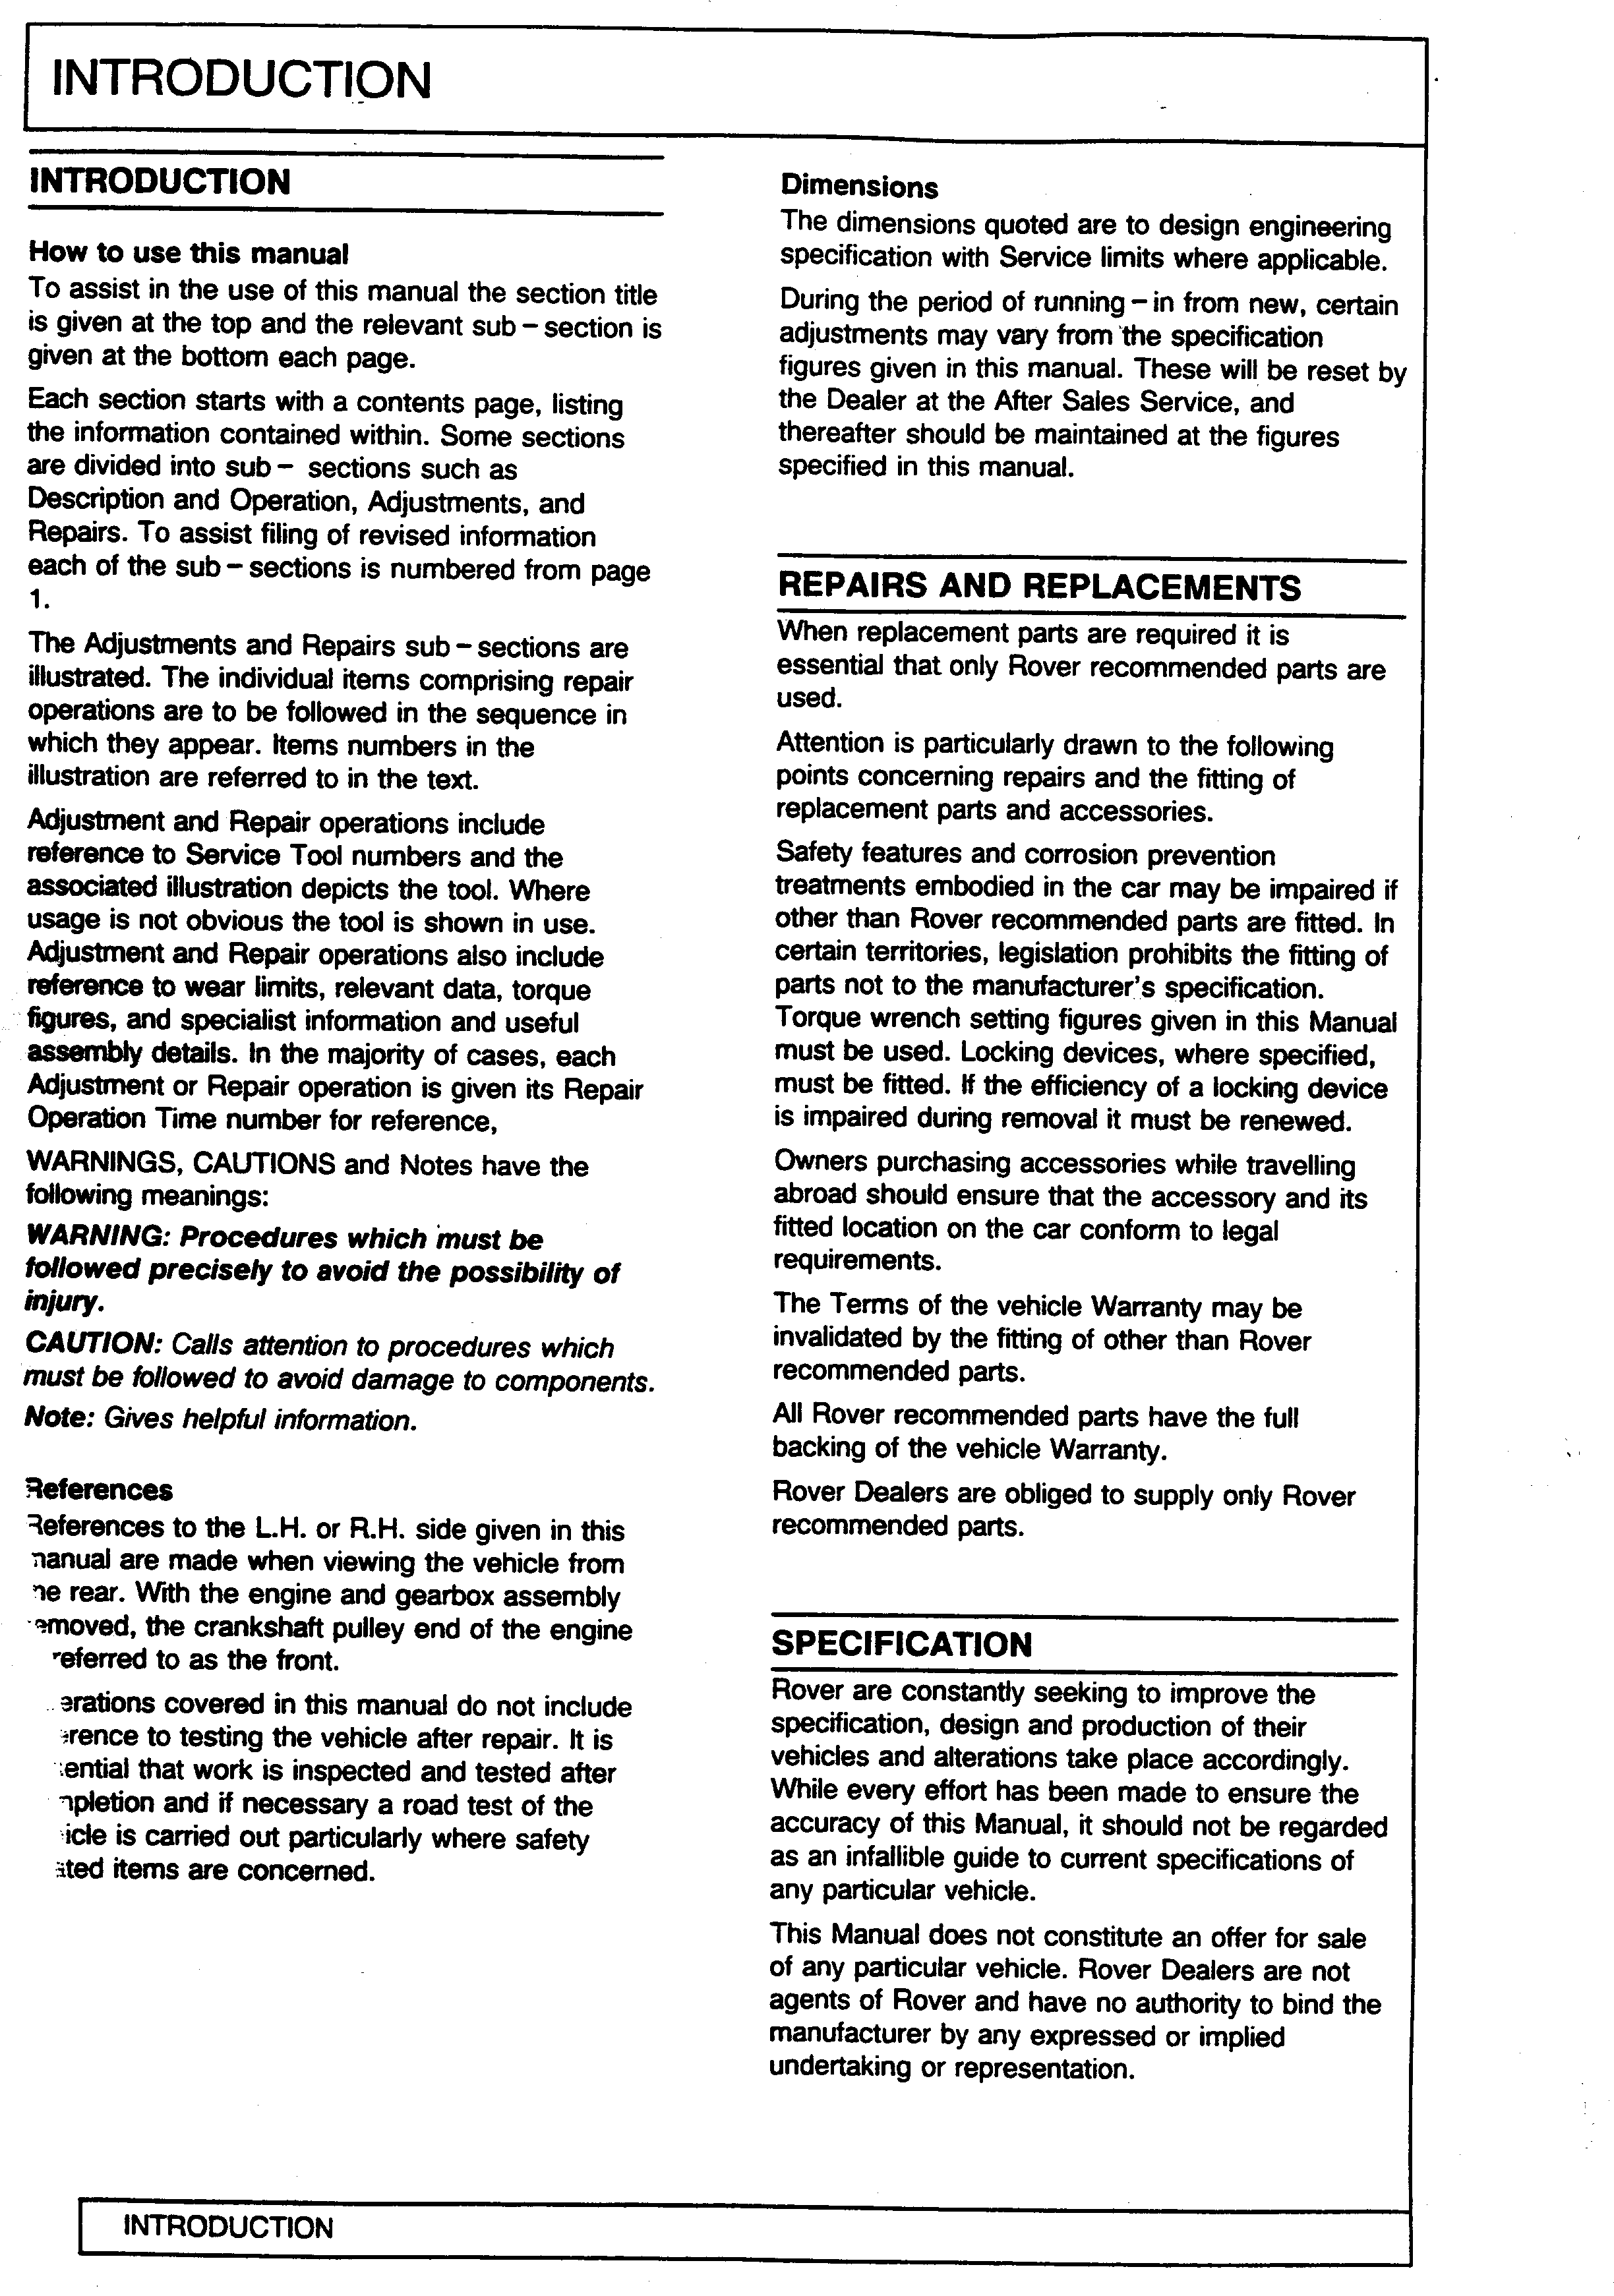 INTRODUCTION
INTRODUCTION
How to use this manual
To assist in the use of this manual the section title
is given at the top and the relevant sub – section is
given at the bottom each page.
Each section starts with a contents page, listing
the information contained within. Some sections
are divided into sub – sections such as
Description and Operation, Adjustments, and
Repairs. To assist filing of revised information
each of the sub – sections is numbered from page
1.
The Adjustments and Repairs sub – sections are
illustrated. The individual items comprising repair
operations are to be followed in the sequence in
which they appear. Items numbers in the
illustration are referred to in the text.
Adjustment and Repair operations include
reference to Service Tool numbers and the
associated illustration depicts the tool. Where
usage is not obvious the tool is shown in use.
Adjustment and Repair operations also include
reference to wear limits, relevant data, torque
figures, and specialist information and useful
assembly details. In the majority of cases, each
Adjustment or Repair operation is given its Repair
Operation Time number for reference,
WARNINGS, CAUTIONS and Notes have the
following meanings:
WARNING: Procedures which must be
followed precisely to avoid the possibility of
injury.
CAUTION: Calls attention to procedures which
must be followed to avoid damage to components.
Note: Gives helpful information.
References
References to the L.H. or R.H. side given in this
manual are made when viewing the vehicle from
he rear. With the engine and gearbox assembly
removed, the crankshaft pulley end of the engine
referred to as the front.
erations covered in this manual do not include
erence to testing the vehicle after repair. It is
ential that work is inspected and tested after
mpletion and if necessary a road test of the
icle is carried out particularly where safety
ated items are concerned.
Dimensions
The dimensions quoted are to design engineering
specification with Service limits where applicable.
During the period of running – in from new, certain
adjustments may vary from the specification
figures given in this manual. These will be reset by
the Dealer at the After Sales Service, and
thereafter should be maintained at the figures
specified in this manual.
REPAIRS AND REPLACEMENTS
When replacement parts are required it is
essential that only Rover recommended parts are
used.
Attention is particularly drawn to the following
points concerning repairs and the fitting of
replacement parts and accessories.
Safety features and corrosion prevention
treatments embodied in the car may be impaired if
other than Rover recommended parts are fitted. In
certain territories, legislation prohibits the fitting of
parts not to the manufacturer's specification.
Torque wrench setting figures given in this Manual
must be used. Locking devices, where specified,
must be fitted. If the efficiency of a locking device
is impaired during removal it must be renewed.
Owners purchasing accessories while travelling
abroad should ensure that the accessory and its
fitted location on the car conform to legal
requirements.
The Terms of the vehicle Warranty may be
invalidated by the fitting of other than Rover
recommended parts.
All Rover recommended parts have the full
backing of the vehicle Warranty.
Rover Dealers are obliged to supply only Rover
recommended parts.
SPECIFICATION
Rover are constantly seeking to improve the
specification, design and production of their
vehicles and alterations take place accordingly.
While every effort has been made to ensure the
accuracy of this Manual, it should not be regarded
as an infallible guide to current specifications of
any particular vehicle.
This Manual does not constitute an offer for sale
of any particular vehicle. Rover Dealers are not
agents of Rover and have no authority to bind the
manufacturer by any expressed or implied
undertaking or representation.
INTRODUCTION